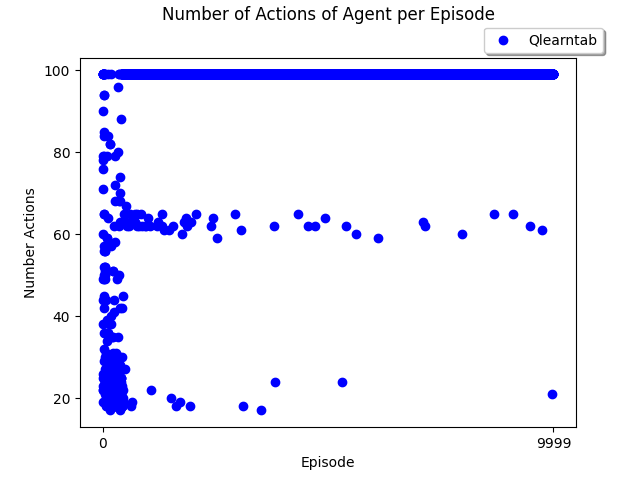 Number of Actions of Agent per Episode
Qlearntab
100
80
60
40
20
Number Actions
0
9999
Episode